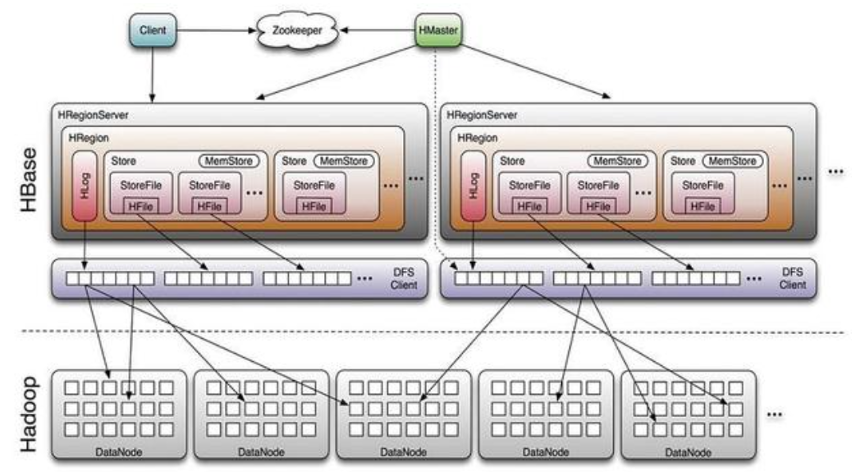 Client
Zookeeper
HMaster
HBase
HRegionServer
HRegion
HLog
Store
MemStore
StoreFile
HFile
StoreFile
HFile
...
Store
MemStore
StoreFile
HFile
...
...
HRegionServer
HRegion
HLog
Store
MemStore
StoreFile
HFile
StoreFile
HFile
...
Store
MemStore
StoreFile
HFile
...
...
...
...
DFS
Client
...
DFS
Client
Hadoop
DataNode
DataNode
DataNode
DataNode
DataNode
...